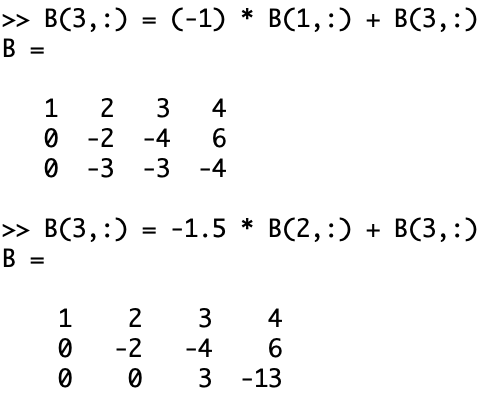 >> B(3,:) = (-1) * B(1,:) + B(3,:)
B =
1 2 3 4
0 -2 -4 6
0 -3 -3 -4
>> B(3,:) = -1.5 * B(2,:) + B(3,:)
B =
1 2 3 4
0 -2 -4 6
0 0 3 -13